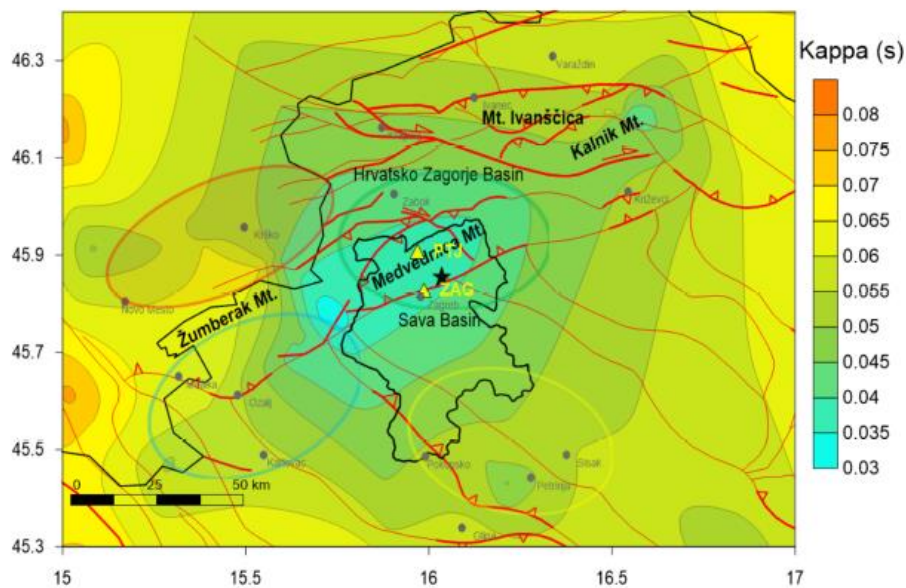 46.3
46.1
45.9
45.7
45.5
45.3
15
15.5
16
16.5
17
Kappa (s)
0.08
0.075
0.07
0.065
0.06
0.055
0.05
0.045
0.04
0.035
0.03
Varaždin
Ivanec
Mt. Ivanščica
Kalnik Mt.
Hrvatsko Zagorje Basin
Zabok
Križevci
Krško
PTJ
Medvednica Mt.
ZAG
Zagreb
Novo Mesto
Žumberak Mt.
Sava Basin
Ozalj
Karlovac
Pokupsko
Sisak
Petrinja
Glina
0 25 50 km